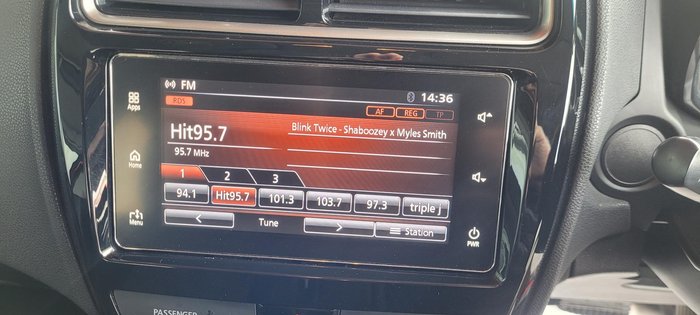 FM
14:36
RDS
AF REG TP
Hit95.7
Blink Twice - Shaboozey x Myles Smith
95.7 MHz
1 2 3
94.1 Hit95.7 101.3 103.7 97.3 triple j
< Tune > Station
Apps
Home
Menu
PWR
PASSENGER